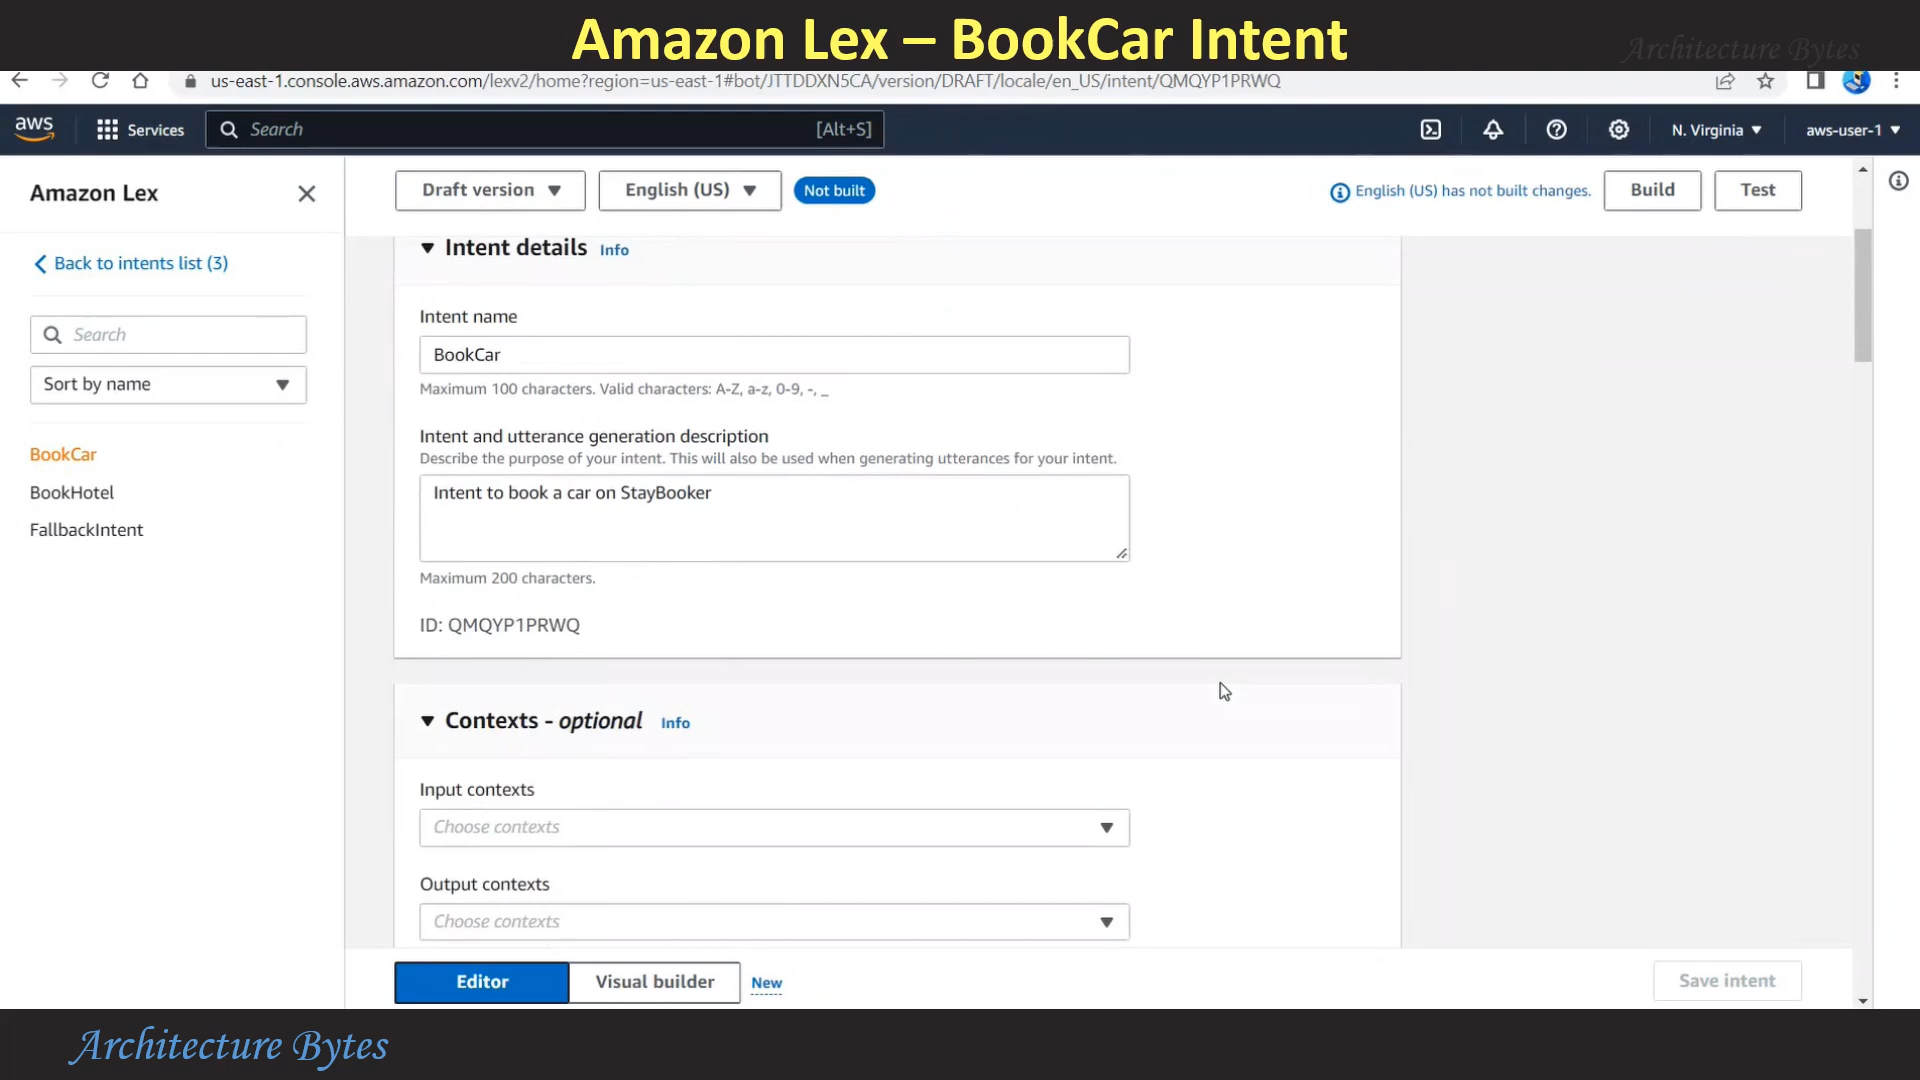 Amazon Lex – BookCar Intent
Architecture Bytes
us-east-1.console.aws.amazon.com/lexv2/home?region=us-east-1#bot/JTTDDXN5CA/version/DRAFT/locale/en_US/intent/QMQYP1PRWQ
aws Services Search [Alt+S] N. Virginia aws-user-1
Amazon Lex
Draft version English (US) Not built English (US) has not built changes. Build Test
Back to intents list (3)
Search
Sort by name
BookCar
BookHotel
FallbackIntent
Intent details Info
Intent name
BookCar
Maximum 100 characters. Valid characters: A-Z, a-z, 0-9, -, _
Intent and utterance generation description
Describe the purpose of your intent. This will also be used when generating utterances for your intent.
Intent to book a car on StayBooker
Maximum 200 characters.
ID: QMQYP1PRWQ
Contexts - optional Info
Input contexts
Choose contexts
Output contexts
Choose contexts
Editor Visual builder New Save intent
Architecture Bytes